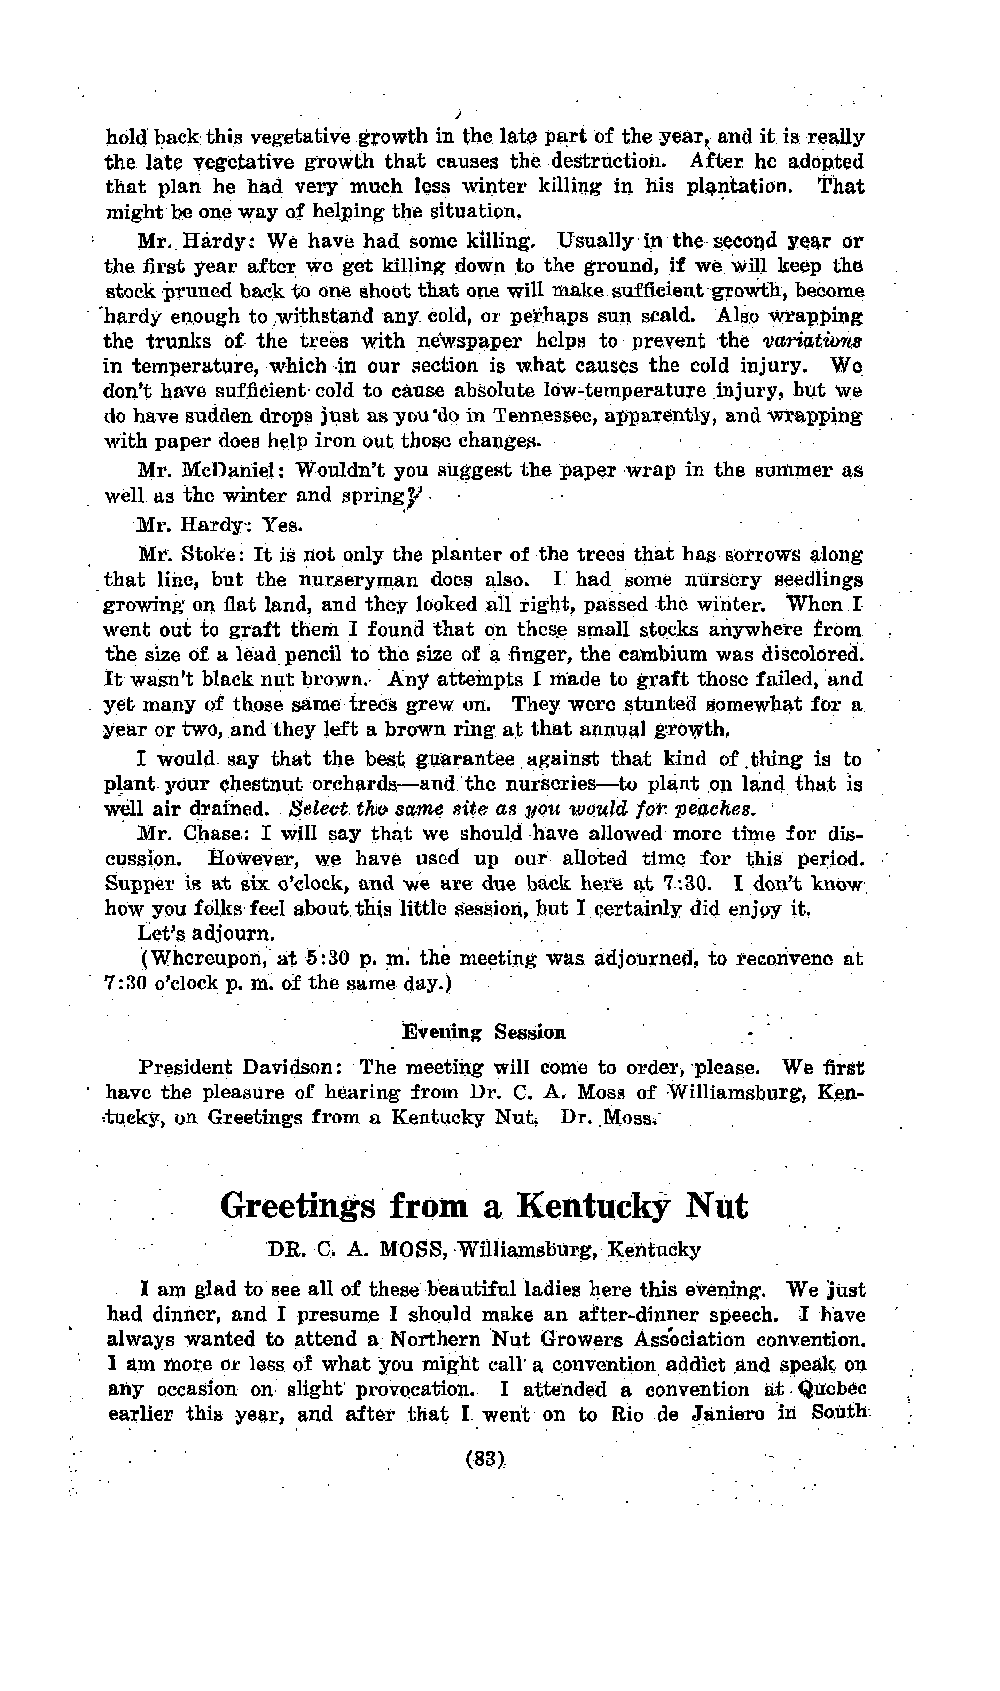 hold back this vegetative growth in the late part of the year, and it is really
the late vegetative growth that causes the destruction. After he adopted
that plan he had very much less winter killing in his plantation. That
might be one way of helping the situation.
Mr. Hardy: We have had some killing. Usually in the second year or
the first year after we get killing down to the ground, if we will keep the
stock pruned back to one shoot that one will make sufficient growth, become
hardy enough to withstand any cold, or perhaps sun scald. Also wrapping
the trunks of the trees with newspaper helps to prevent the variations
in temperature, which in our section is what causes the cold injury. We
don't have sufficient cold to cause absolute low-temperature injury, but we
do have sudden drops just as you do in Tennessee, apparently, and wrapping
with paper does help iron out those changes.
Mr. McDaniel: Wouldn't you suggest the paper wrap in the summer as
well as the winter and spring?
Mr. Hardy: Yes.
Mr. Stoke: It is not only the planter of the trees that has sorrows along
that line, but the nurseryman does also. I had some nursery seedlings
growing on flat land, and they looked all right, passed the winter. When I
went out to graft them I found that on these small stocks anywhere from
the size of a lead pencil to the size of a finger, the cambium was discolored.
It wasn't black nut brown. Any attempts I made to graft those failed, and
yet many of those same trees grew on. They were stunted somewhat for a
year or two, and they left a brown ring at that annual growth.
I would say that the best guarantee against that kind of thing is to
plant your chestnut orchards—and the nurseries—to plant on land that is
well air drained. Select the same site as you would for peaches.
Mr. Chase: I will say that we should have allowed more time for dis-
cussion. However, we have used up our alloted time for this period.
Supper is at six o'clock, and we are due back here at 7:30. I don't know
how you folks feel about this little session, but I certainly did enjoy it.
Let's adjourn.
(Whereupon, at 5:30 p. m. the meeting was adjourned, to reconvene at
7:30 o'clock p. m. of the same day.)
Evening Session
President Davidson: The meeting will come to order, please. We first
have the pleasure of hearing from Dr. C. A. Moss of Williamsburg, Ken-
tucky, on Greetings from a Kentucky Nut. Dr. Moss.
Greetings from a Kentucky Nut
DR. C. A. MOSS, Williamsburg, Kentucky
I am glad to see all of these beautiful ladies here this evening. We just
had dinner, and I presume I should make an after-dinner speech. I have
always wanted to attend a Northern Nut Growers Association convention.
I am more or less of what you might call a convention addict and speak on
any occasion on slight provocation. I attended a convention at Quebec
earlier this year, and after that I went on to Rio de Janiero in South
(83)